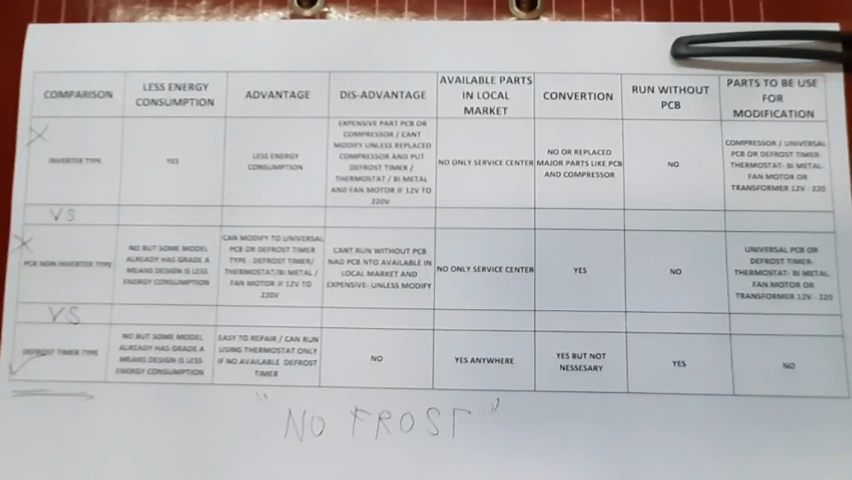 COMPARISON
LESS ENERGY
CONSUMPTION
ADVANTAGE
DIS-ADVANTAGE
AVAILABLE PARTS
IN LOCAL
MARKET
CONVERTION
RUN WITHOUT
PCB
PARTS TO BE USE
FOR
MODIFICATION
INVERTER TYPE
YES
LESS ENERGY
CONSUMPTION
EXPENSIVE PART PCB OR
COMPRESSOR / CANT
MODIFY UNLESS REPLACED
COMPRESSOR AND PUT
DEFROST TIMER /
THERMOSTAT / BI METAL
AND FAN MOTOR IF 12V TO
220V
NO ONLY SERVICE CENTER
NO OR REPLACED
MAJOR PARTS LIKE PCB
AND COMPRESSOR
NO
COMPRESSOR / UNIVERSAL
PCB OR DEFROST TIMER-
THERMOSTAT- BI METAL-
FAN MOTOR OR
TRANSFORMER 12V - 220
VS
PCB NON-INVERTER TYPE
NO BUT SOME MODEL
ALREADY HAS GRADE A
MEANS DESIGN IS LESS
ENERGY CONSUMPTION
CAN MODIFY TO UNIVERSAL
PCB OR DEFROST TIMER
TYPE - DEFROST TIMER/
THERMOSTAT/BI METAL /
FAN MOTOR IF 12V TO
220V
CANT RUN WITHOUT PCB
NAD PCB NTO AVAILABLE IN
LOCAL MARKET AND
EXPENSIVE- UNLESS MODIFY
NO ONLY SERVICE CENTER
YES
NO
UNIVERSAL PCB OR
DEFROST TIMER-
THERMOSTAT- BI METAL-
FAN MOTOR OR
TRANSFORMER 12V - 220
VS
DEFROST TIMER TYPE
NO BUT SOME MODEL
ALREADY HAS GRADE A
MEANS DESIGN IS LESS
ENERGY CONSUMPTION
EASY TO REPAIR / CAN RUN
USING THERMOSTAT ONLY
IF NO AVAILABLE DEFROST
TIMER
NO
YES ANYWHERE
YES BUT NOT
NESSESARY
YES
NO
"NO FROST"